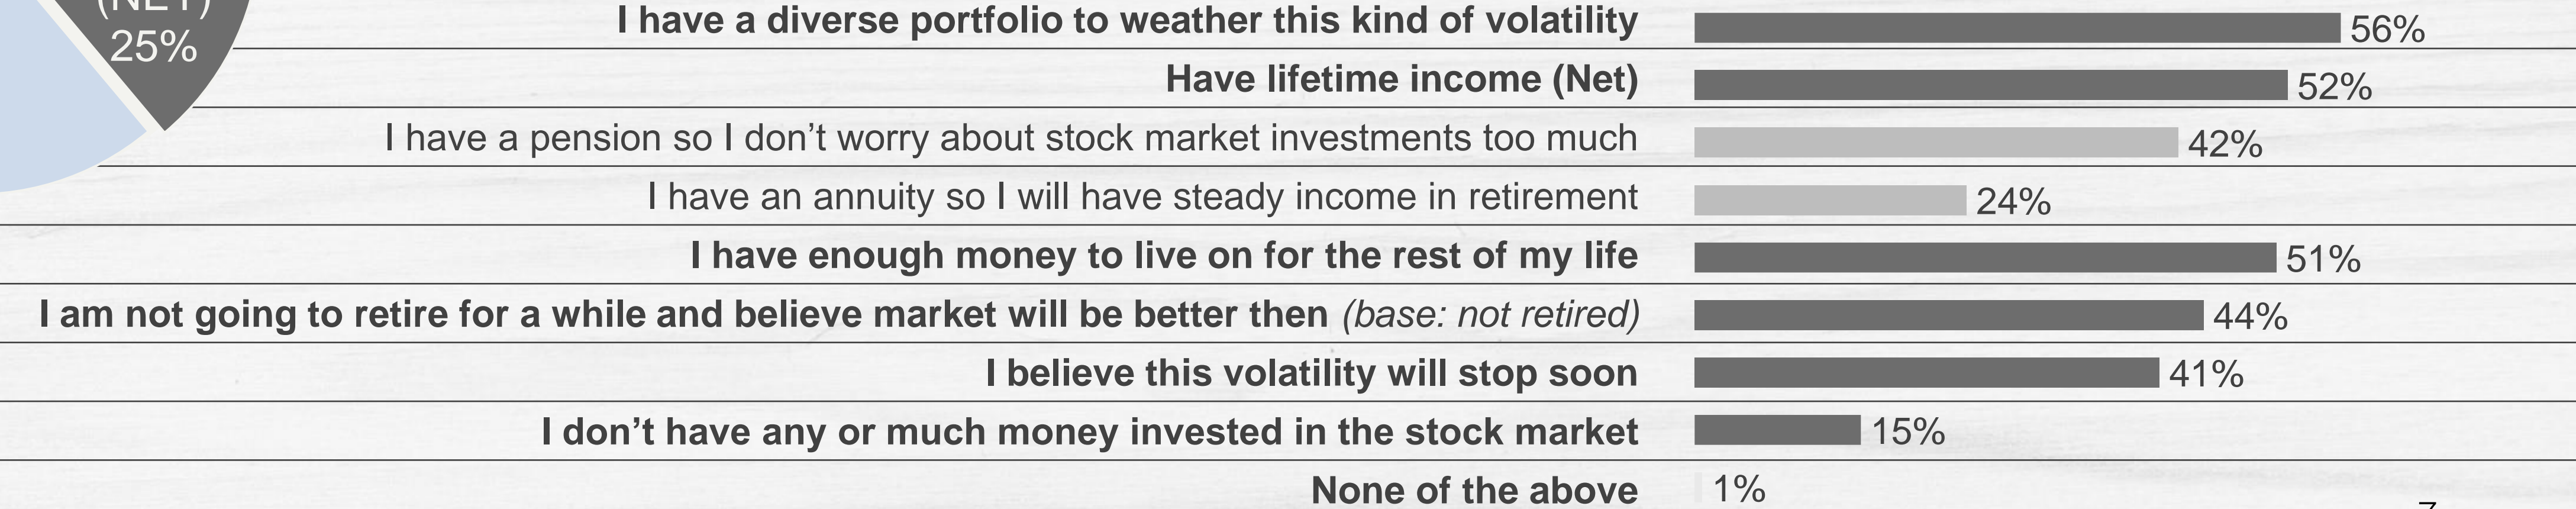 (NET)
25%
I have a diverse portfolio to weather this kind of volatility 56%
Have lifetime income (Net) 52%
I have a pension so I don’t worry about stock market investments too much 42%
I have an annuity so I will have steady income in retirement 24%
I have enough money to live on for the rest of my life 51%
I am not going to retire for a while and believe market will be better then (base: not retired) 44%
I believe this volatility will stop soon 41%
I don’t have any or much money invested in the stock market 15%
None of the above 1%